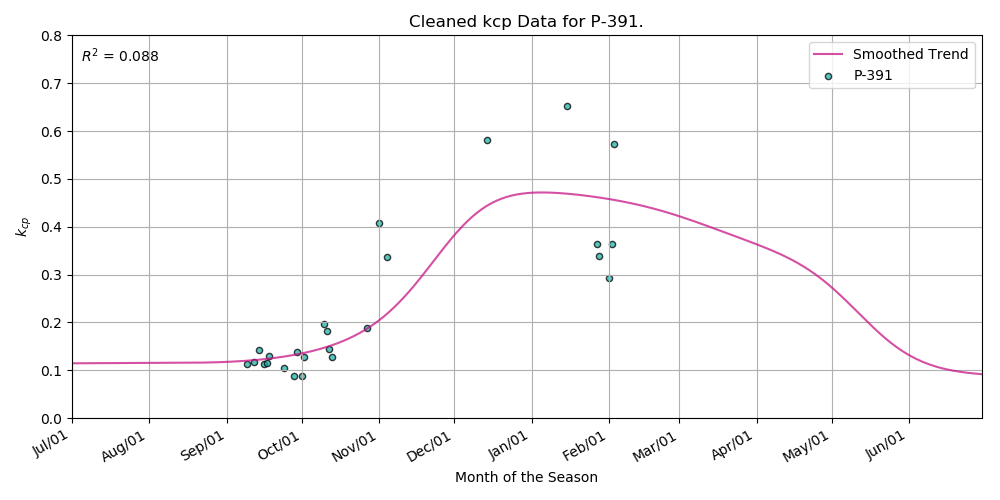 Cleaned kcp Data for P-391.
R² = 0.088
Smoothed Trend
P-391
k_cp
0.8
0.7
0.6
0.5
0.4
0.3
0.2
0.1
0.0
Jul/01 Aug/01 Sep/01 Oct/01 Nov/01 Dec/01 Jan/01 Feb/01 Mar/01 Apr/01 May/01 Jun/01
Month of the Season